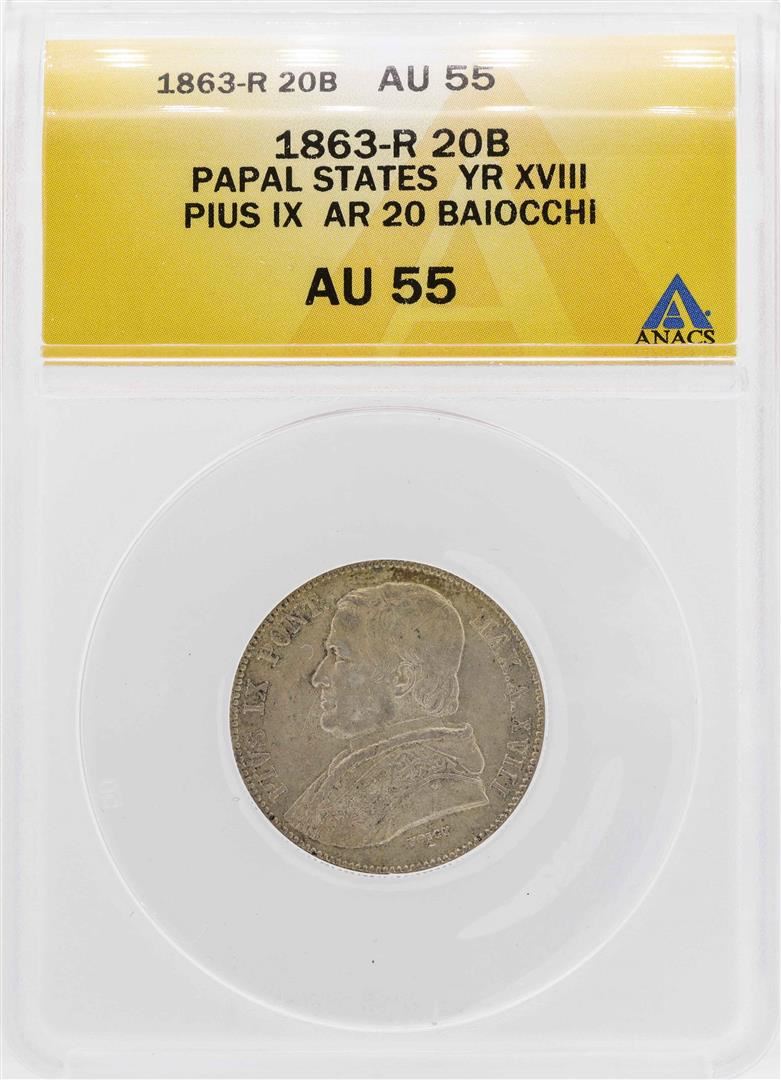 1863-R 20B AU 55
1863-R 20B
PAPAL STATES YR XVIII
PIUS IX AR 20 BAIOCCHI
AU 55
ANACS
PIVS IX PONT. MAX. A. XVIII